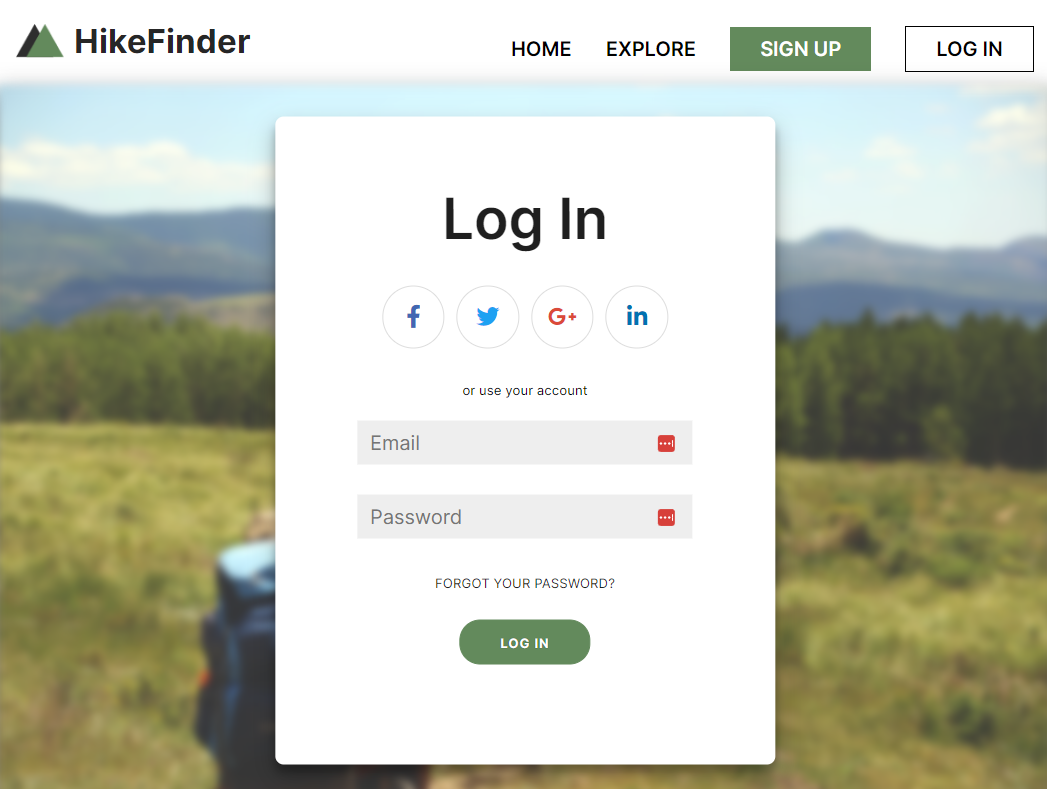 HikeFinder
HOME EXPLORE SIGN UP LOG IN
Log In
f G+ in
or use your account
Email
Password
FORGOT YOUR PASSWORD?
LOG IN